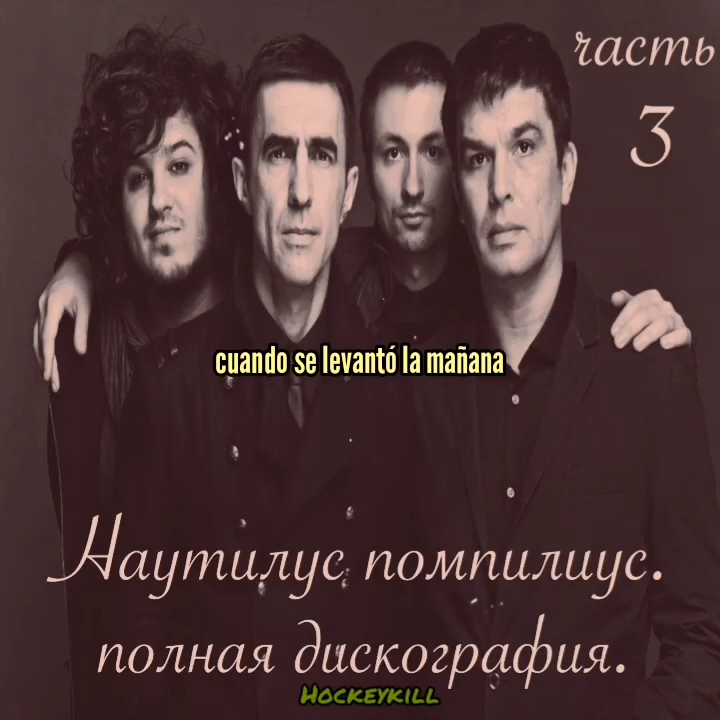 часть
3
cuando se levantó la mañana
Наутилус помпилиус.
полная дискография.
HOCKEYKILL